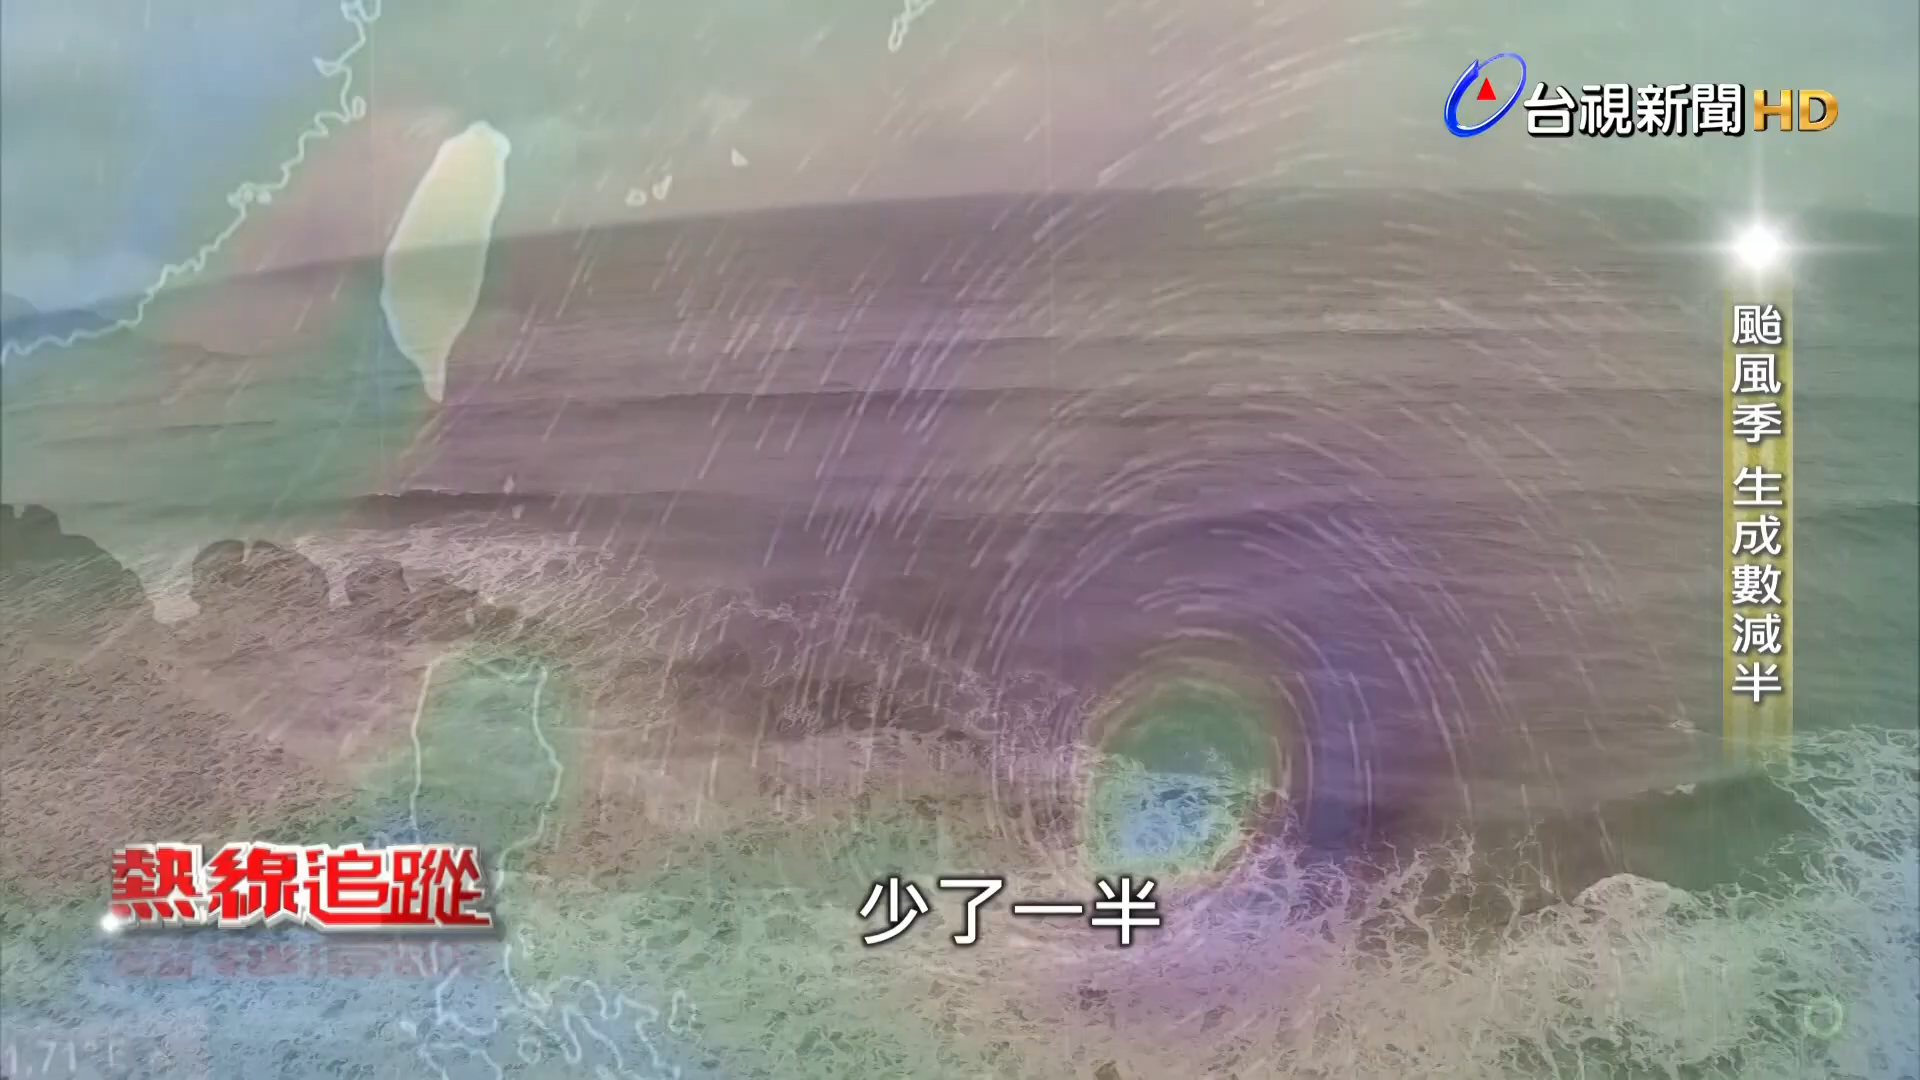 台視新聞HD
颱風季 生成數減半
熱線追蹤
少了一半